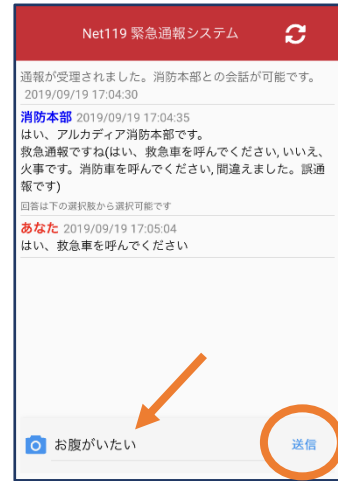 Net119 緊急通報システム
通報が受理されました。消防本部との会話が可能です。
2019/09/19 17:04:30
消防本部 2019/09/19 17:04:35
はい、アルカディア消防本部です。
救急通報ですね(はい、救急車を呼んでください, いいえ、
火事です。消防車を呼んでください, 間違えました。誤通
報です)
回答は下の選択肢から選択可能です
あなた 2019/09/19 17:05:04
はい、救急車を呼んでください
お腹がいたい 送信